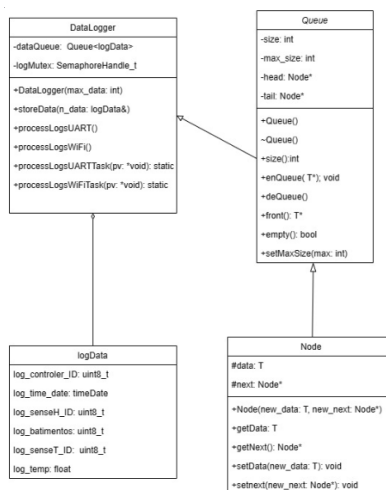 DataLogger
-dataQueue: Queue<logData>
-logMutex: SemaphoreHandle_t
+DataLogger(max_data: int)
+storeData(n_data: logData&)
+processLogsUART()
+processLogsWiFi()
+processLogsUARTTask(pv: *void): static
+processLogsWiFiTask(pv: *void): static
Queue
-size: int
-max_size: int
-head: Node*
-tail: Node*
+Queue()
~Queue()
+size():int
+enQueue( T*); void
+deQueue()
+front(): T*
+empty(): bool
+setMaxSize(max: int)
logData
log_controler_ID: uint8_t
log_time_date: timeDate
log_senseH_ID: uint8_t
log_batimentos: uint8_t
log_senseT_ID: uint8_t
log_temp: float
Node
#data: T
#next: Node*
+Node(new_data: T, new_next: Node*)
+getData: T
+getNext(): Node*
+setData(new_data: T): void
+setnext(new_next: Node*): void